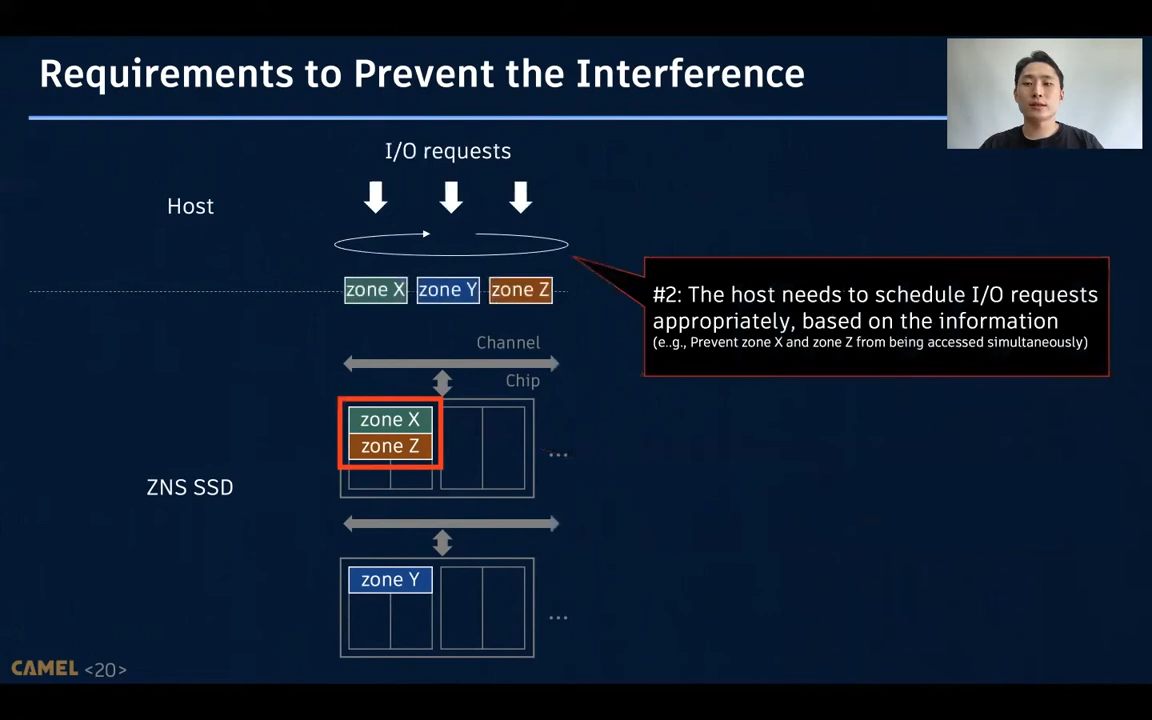 Requirements to Prevent the Interference
I/O requests
Host
zone X zone Y zone Z
#2: The host needs to schedule I/O requests
appropriately, based on the information
(e..g., Prevent zone X and zone Z from being accessed simultaneously)
Channel
Chip
zone X
zone Z
...
ZNS SSD
zone Y
...
CAMEL <20>